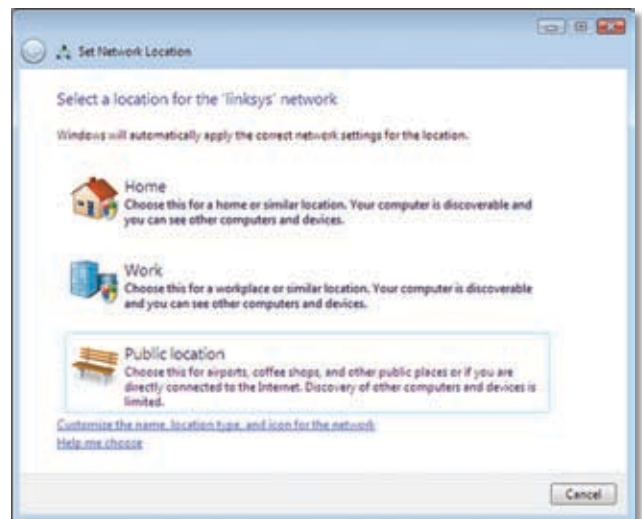 Set Network Location
Select a location for the 'linksys' network
Windows will automatically apply the correct network settings for the location.
Home
Choose this for a home or similar location. Your computer is discoverable and
you can see other computers and devices.
Work
Choose this for a workplace or similar location. Your computer is discoverable
and you can see other computers and devices.
Public location
Choose this for airports, coffee shops, and other public places or if you are
directly connected to the Internet. Discovery of other computers and devices is
limited.
Customize the name, location type, and icon for the network
Help me choose
Cancel